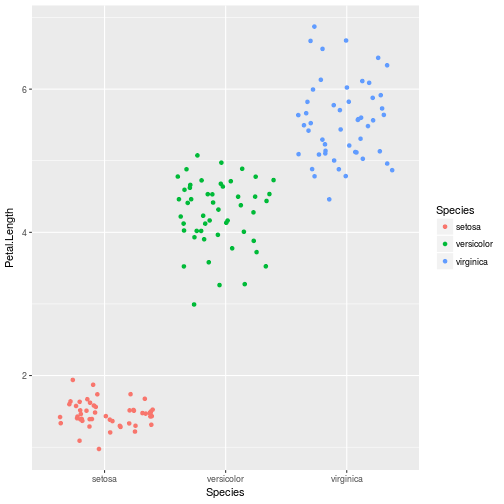 Petal.Length
6
4
2
setosa
versicolor
virginica
Species
Species
setosa
versicolor
virginica